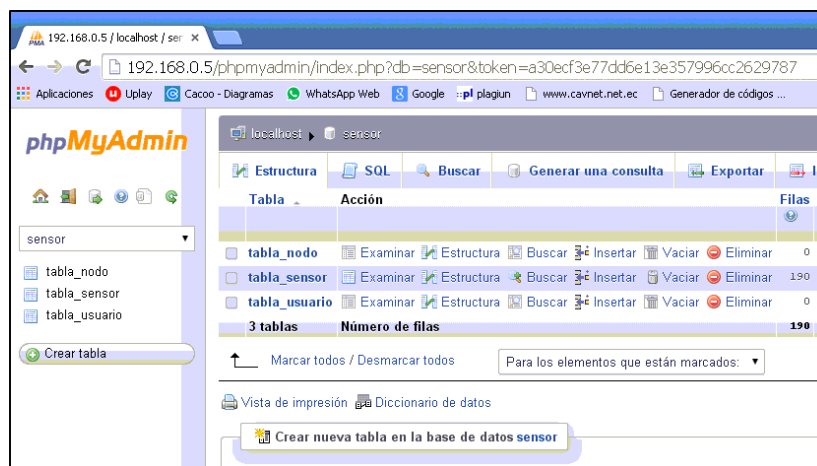 192.168.0.5 / localhost / ser
192.168.0.5/phpmyadmin/index.php?db=sensor&token=a30ecf3e77dd6e13e357996cc2629787
Aplicaciones Uplay Cacoo - Diagramas WhatsApp Web Google plagiun www.cavnet.net.ec Generador de códigos ...
phpMyAdmin
sensor
tabla_nodo
tabla_sensor
tabla_usuario
Crear tabla
localhost sensor
Estructura SQL Buscar Generar una consulta Exportar
Tabla Acción Filas
tabla_nodo Examinar Estructura Buscar Insertar Vaciar Eliminar 0
tabla_sensor Examinar Estructura Buscar Insertar Vaciar Eliminar 190
tabla_usuario Examinar Estructura Buscar Insertar Vaciar Eliminar 0
3 tablas Número de filas 190
Marcar todos / Desmarcar todos Para los elementos que están marcados:
Vista de impresión Diccionario de datos
Crear nueva tabla en la base de datos sensor